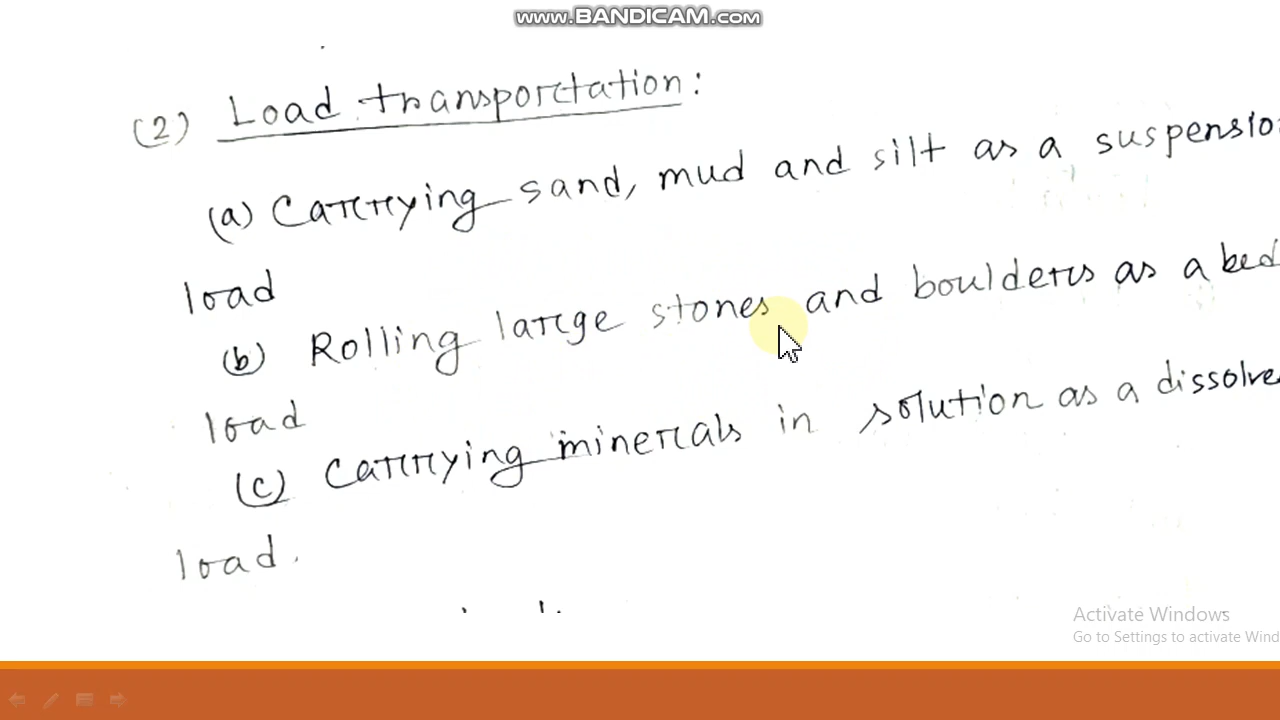 www.BANDICAM.com
(2) Load transportation:
(a) Carrying sand, mud and silt as a suspensio
load
(b) Rolling large stones and boulders as a bed
load
(c) Carrying minerals in solution as a dissolve
load.
Activate Windows
Go to Settings to activate Wind